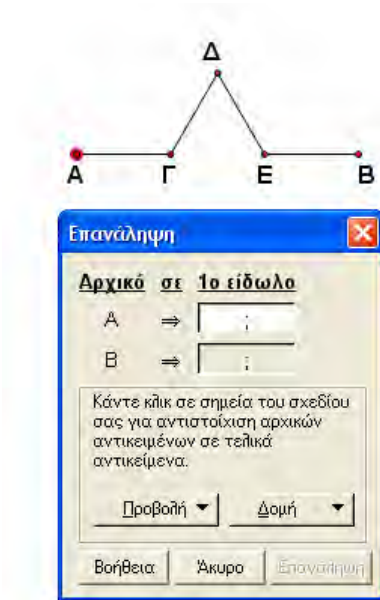 Δ
Α Γ Ε Β
Επανάληψη
Αρχικό σε 1ο είδωλο
Α ⇒ ;
Β ⇒ ;
Κάντε κλικ σε σημεία του σχεδίου
σας για αντιστοίχιση αρχικών
αντικειμένων σε τελικά
αντικείμενα.
Προβολή Δομή
Βοήθεια Άκυρο Επανάληψη